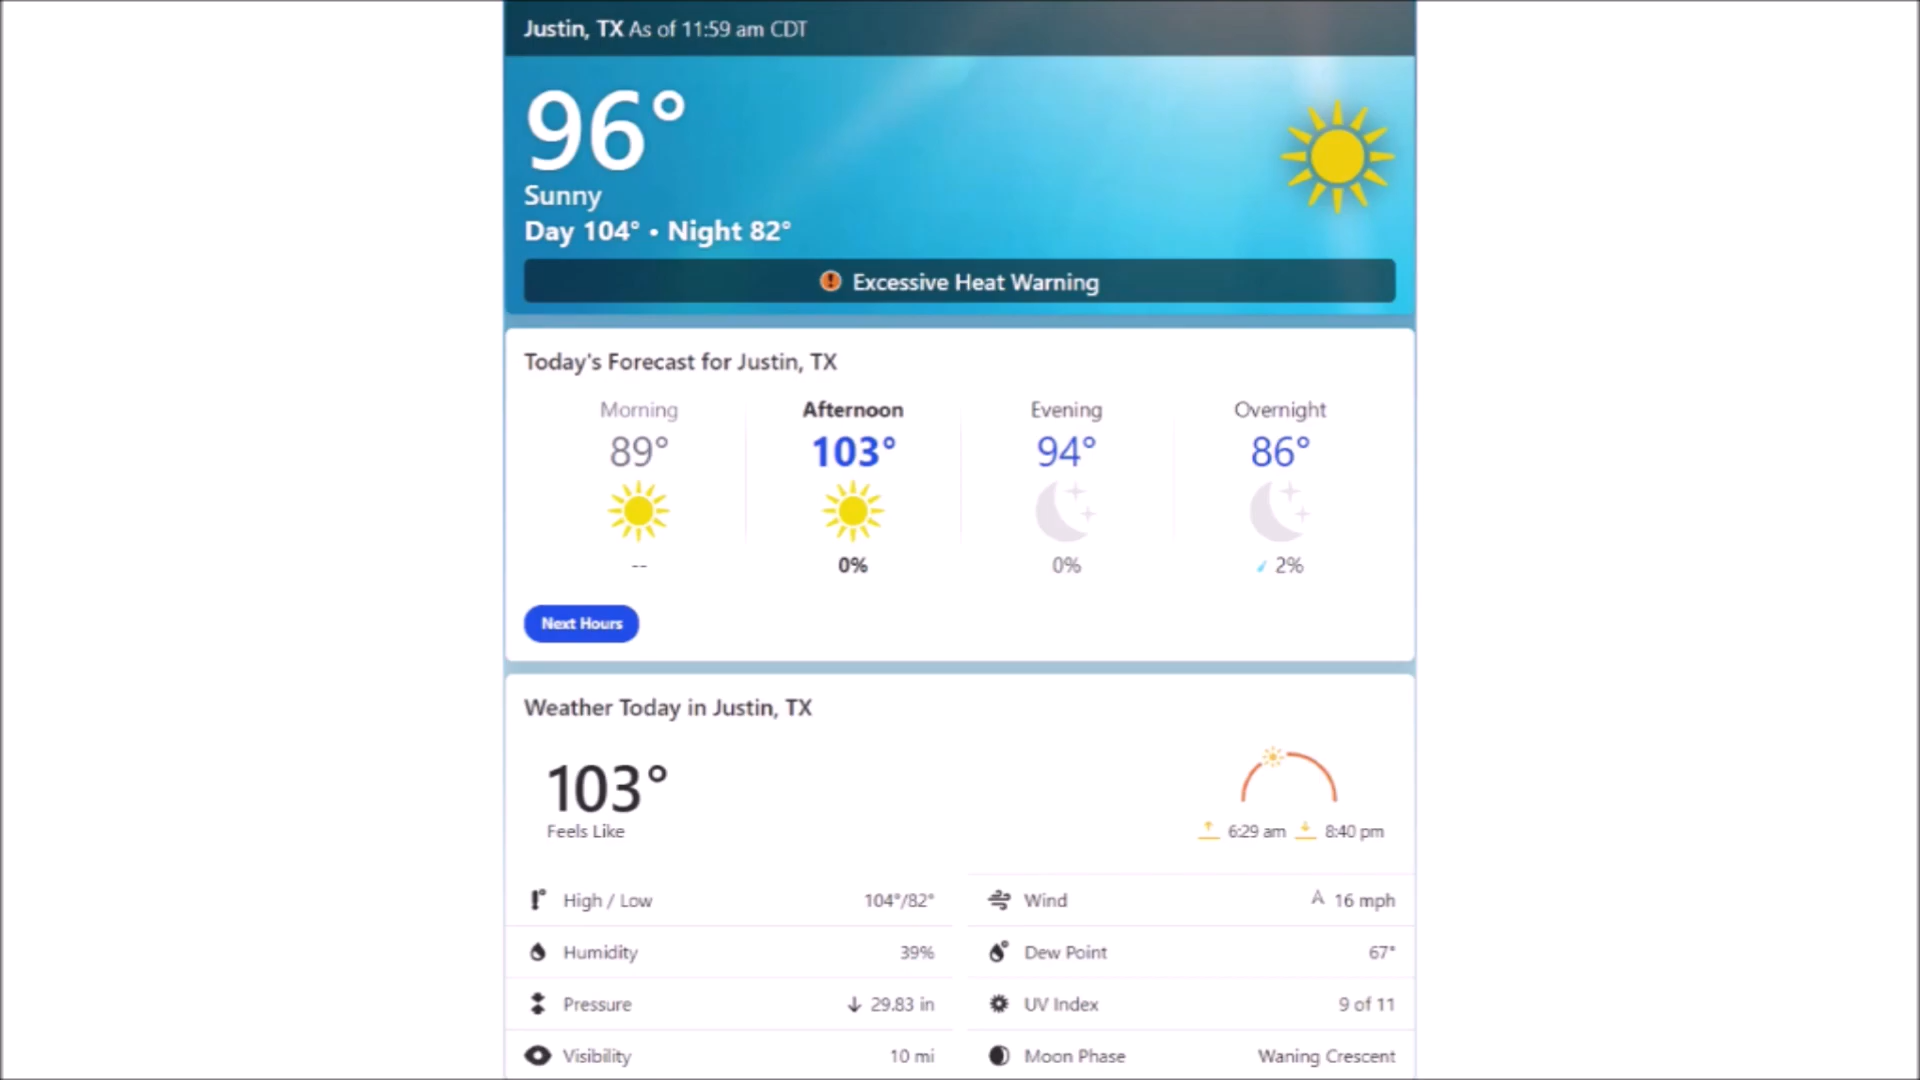 Justin, TX As of 11:59 am CDT
96°
Sunny
Day 104° • Night 82°
Excessive Heat Warning
Today's Forecast for Justin, TX
Morning Afternoon Evening Overnight
89° 103° 94° 86°
-- 0% 0% 2%
Next Hours
Weather Today in Justin, TX
103°
Feels Like
6:29 am 8:40 pm
High / Low 104°/82° Wind 16 mph
Humidity 39% Dew Point 67°
Pressure ↓ 29.83 in UV Index 9 of 11
Visibility 10 mi Moon Phase Waning Crescent